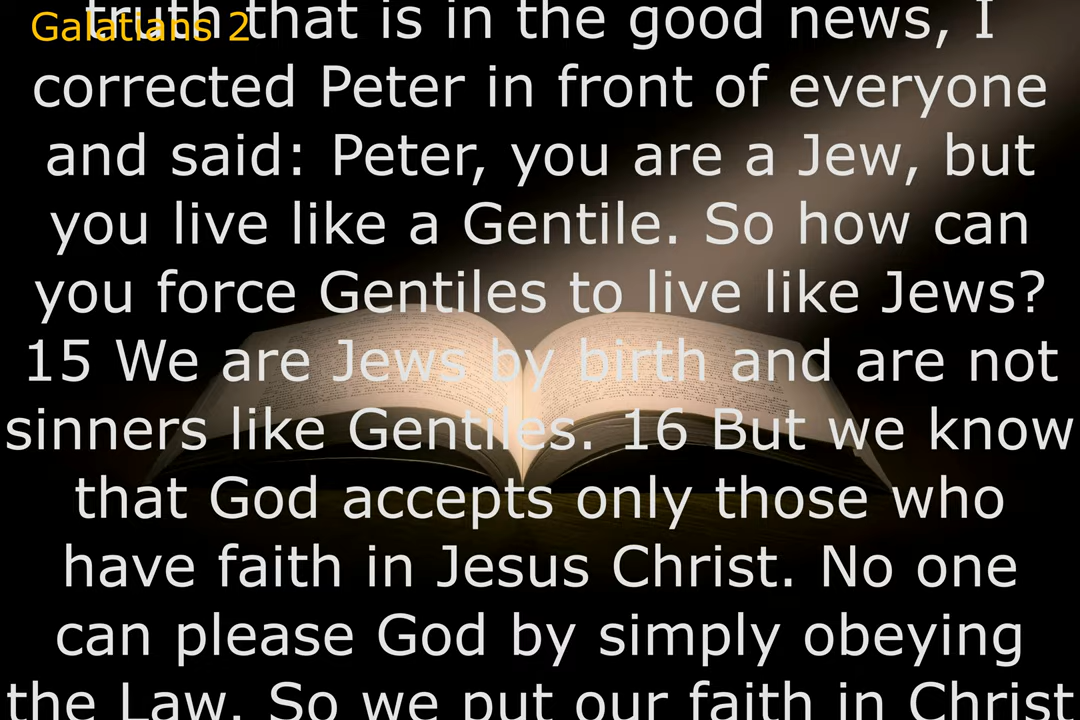 Galatians 2
truth that is in the good news, I
corrected Peter in front of everyone
and said: Peter, you are a Jew, but
you live like a Gentile. So how can
you force Gentiles to live like Jews?
15 We are Jews by birth and are not
sinners like Gentiles. 16 But we know
that God accepts only those who
have faith in Jesus Christ. No one
can please God by simply obeying
the Law. So we put our faith in Christ